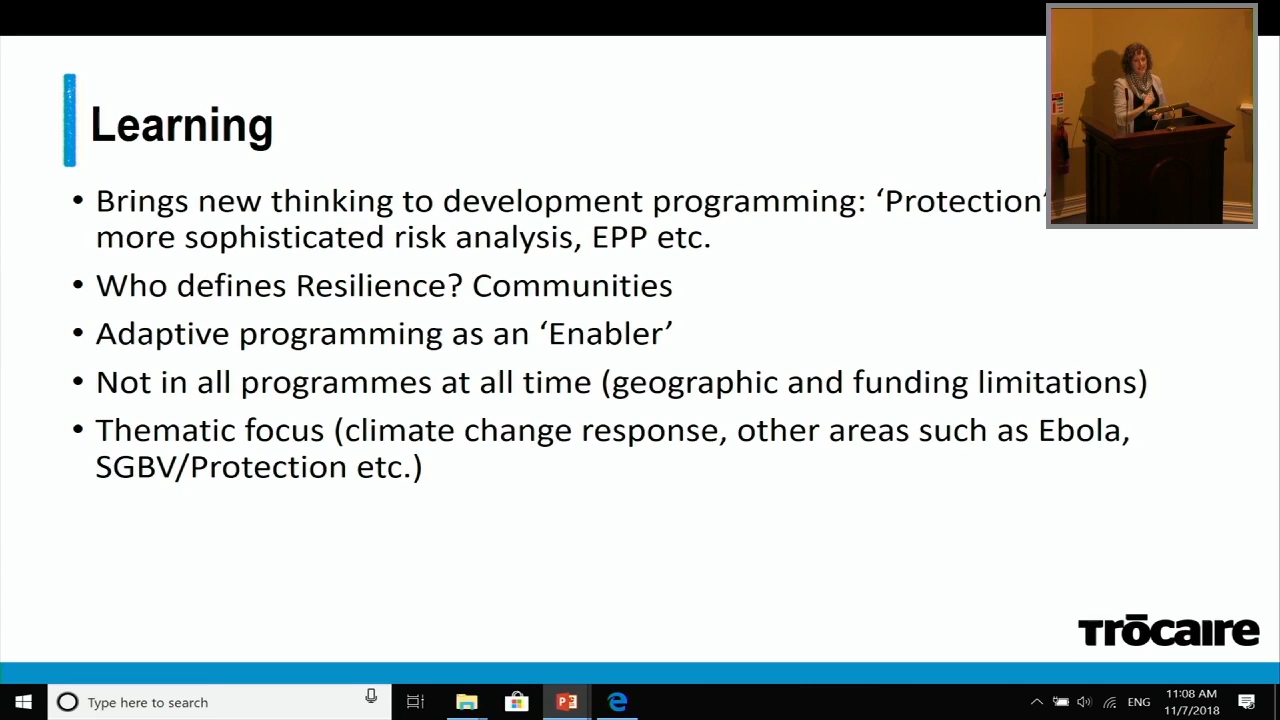 Learning
• Brings new thinking to development programming: ‘Protection’
more sophisticated risk analysis, EPP etc.
• Who defines Resilience? Communities
• Adaptive programming as an ‘Enabler’
• Not in all programmes at all time (geographic and funding limitations)
• Thematic focus (climate change response, other areas such as Ebola,
SGBV/Protection etc.)
Trōcaire
Type here to search
ENG
11:08 AM
11/7/2018